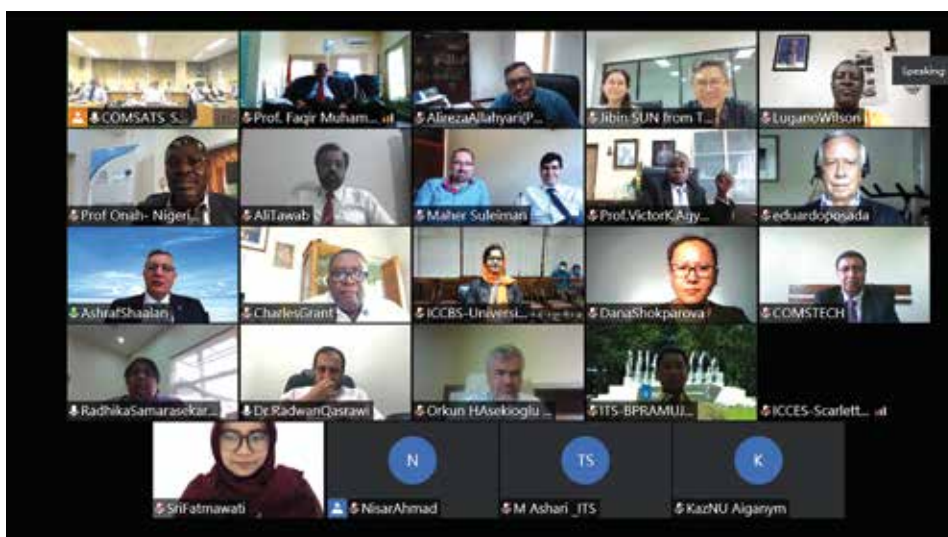 COMSATS_S...
Prof. Faqir Muham...
AlirezaAllahyari(P...
Jibin SUN from T...
LuganoWilson
Speaking
Prof Onah- Nigeri...
AliTawab
Maher Suleiman
Prof.VictorK.Agy...
eduardoposada
AshrafShaalan
CharlesGrant
ICCBS-Universi...
DanaShokparova
COMSTECH
RadhikaSamarasekar...
Dr.RadwanQasrawi
Orkun HAsekioglu ...
ITS-BPRAMUJ...
ICCES-Scarlett...
SriFatmawati
N
NisarAhmad
TS
M Ashari _ITS
K
KazNU Aiganym